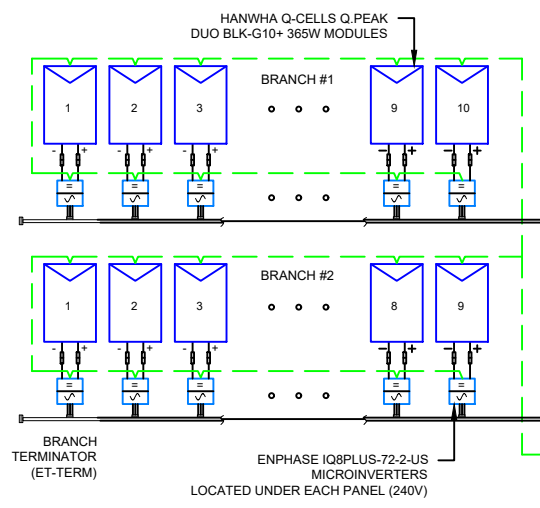 HANWHA Q-CELLS Q.PEAK
DUO BLK-G10+ 365W MODULES
BRANCH #1
1 2 3 9 10
- + - + - + - + - +
= = = = =
BRANCH #2
1 2 3 8 9
- + - + - + - + - +
= = = = =
BRANCH
TERMINATOR
(ET-TERM)
ENPHASE IQ8PLUS-72-2-US
MICROINVERTERS
LOCATED UNDER EACH PANEL (240V)